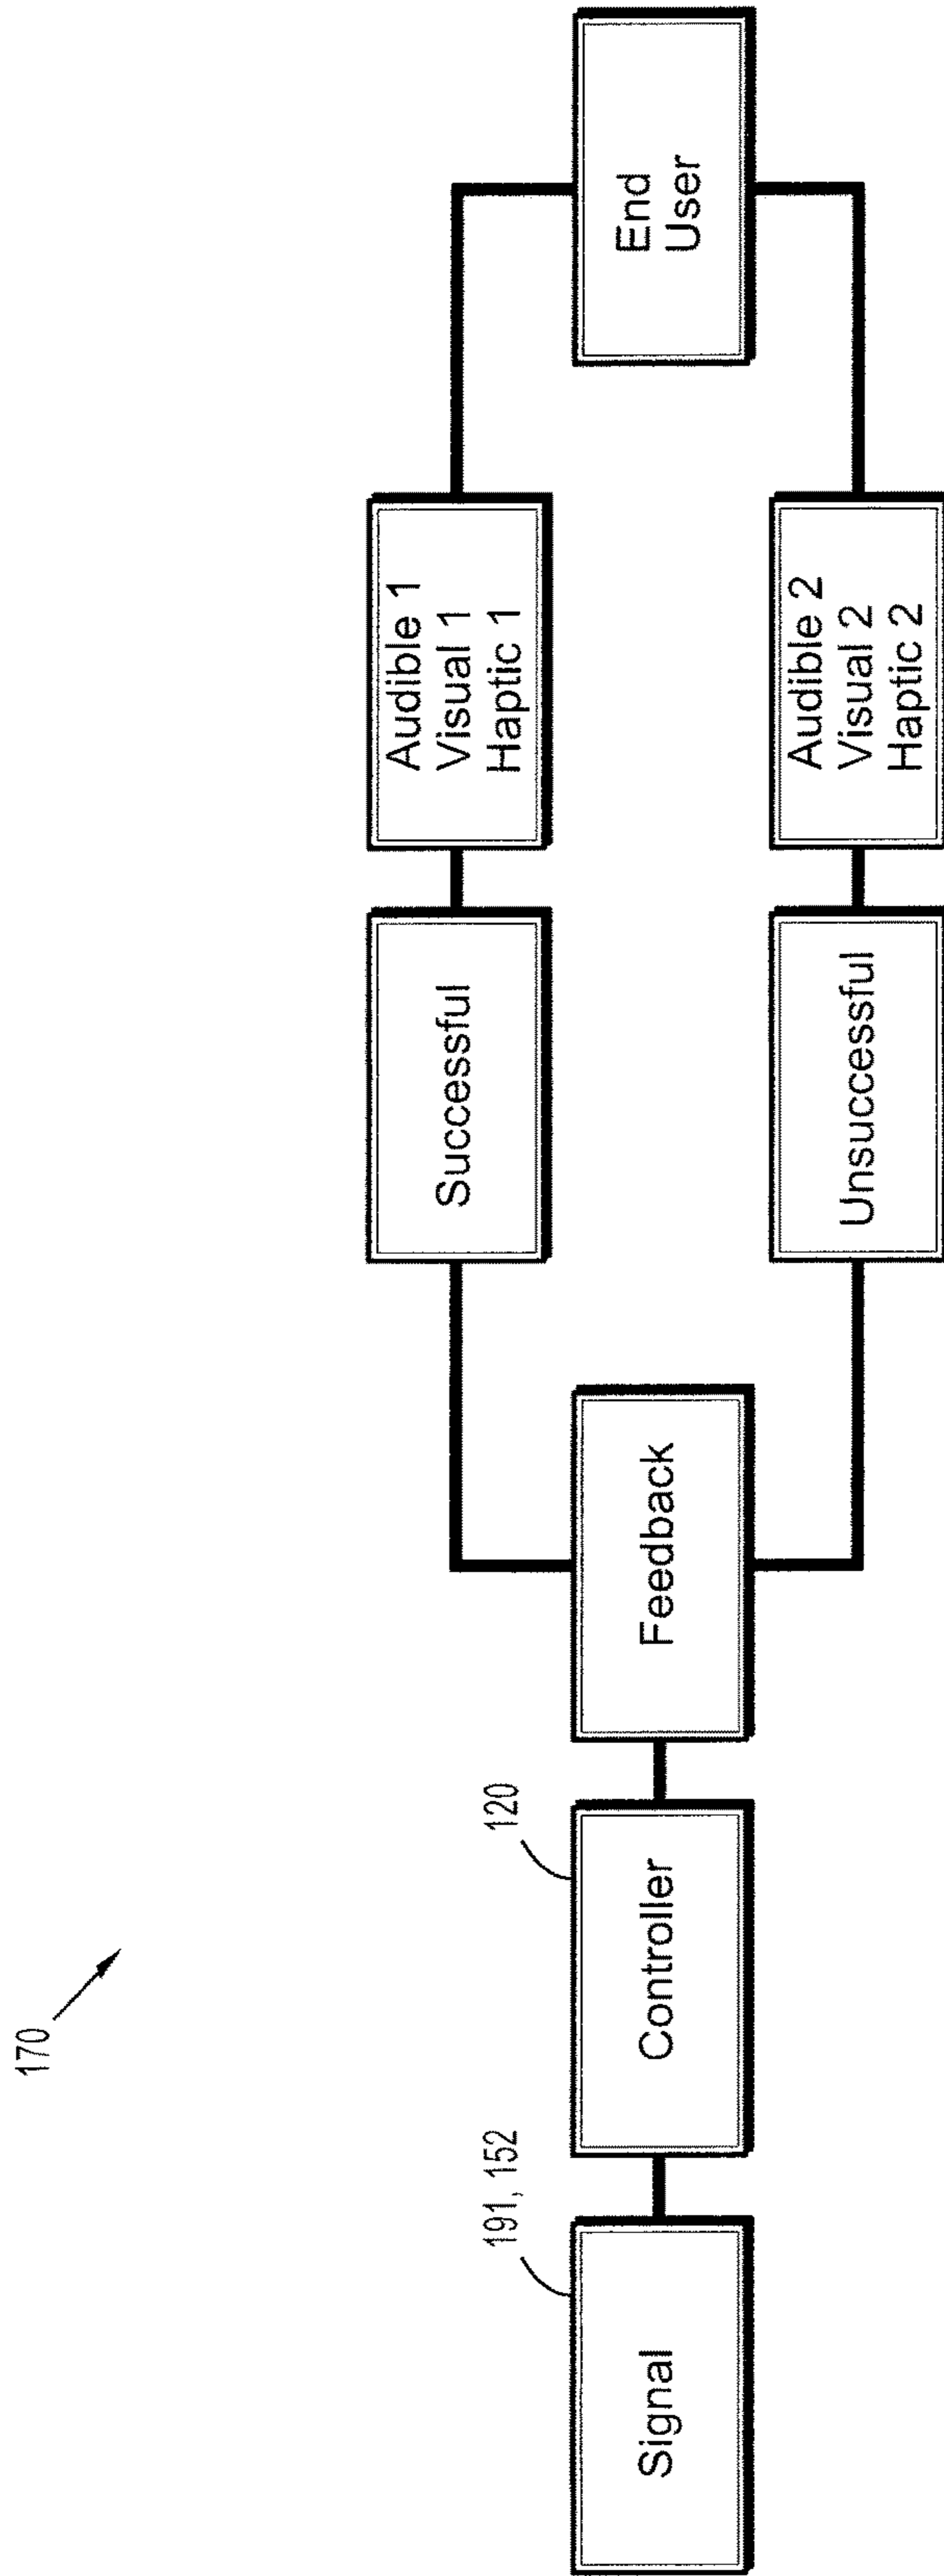 170
191, 152
120
Signal
Controller
Feedback
Successful
Audible 1
Visual 1
Haptic 1
Unsuccessful
Audible 2
Visual 2
Haptic 2
End
User